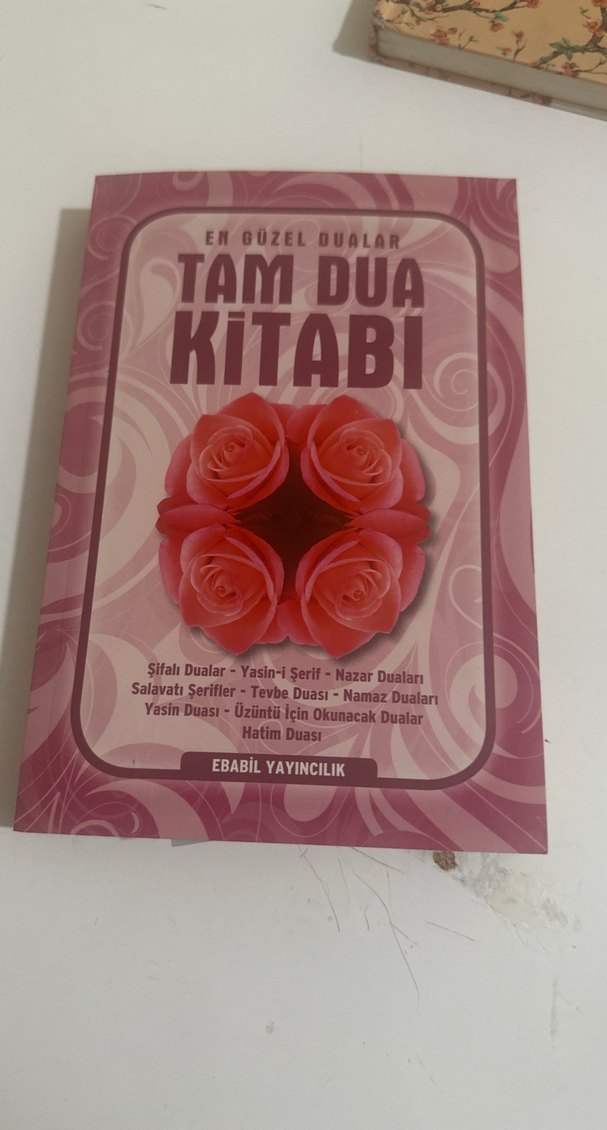 EN GÜZEL DUALAR
TAM DUA
KİTABI
Şifalı Dualar - Yasin-i Şerif - Nazar Duaları
Salavatı Şerifler - Tevbe Duası - Namaz Duaları
Yasin Duası - Üzüntü İçin Okunacak Dualar
Hatim Duası
EBABİL YAYINCILIK